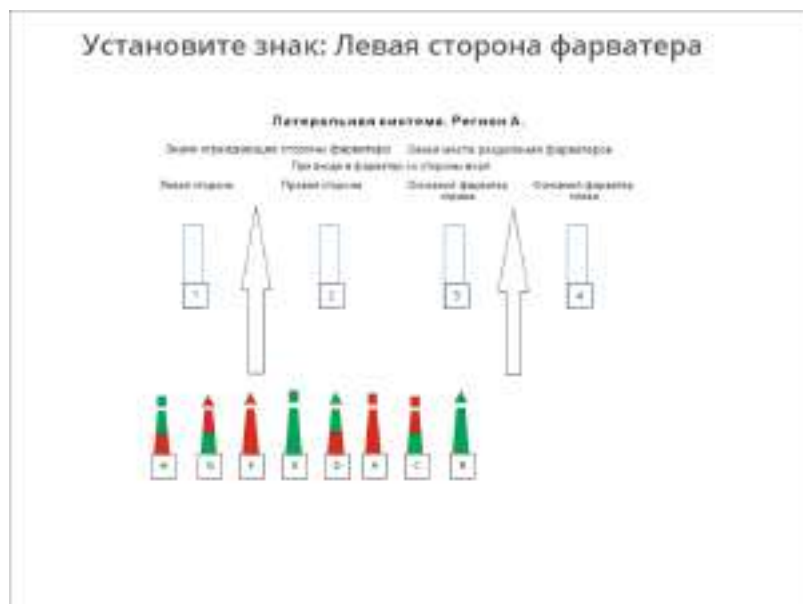 Установите знак: Левая сторона фарватера
Латеральная система. Регион А.
Знаки ограждающие стороны фарватера Знаки места разделения фарватеров
При входе в фарватер со стороны моря
Левая сторона Правая сторона Основной фарватер справа Основной фарватер слева
1 2 3 4
D C